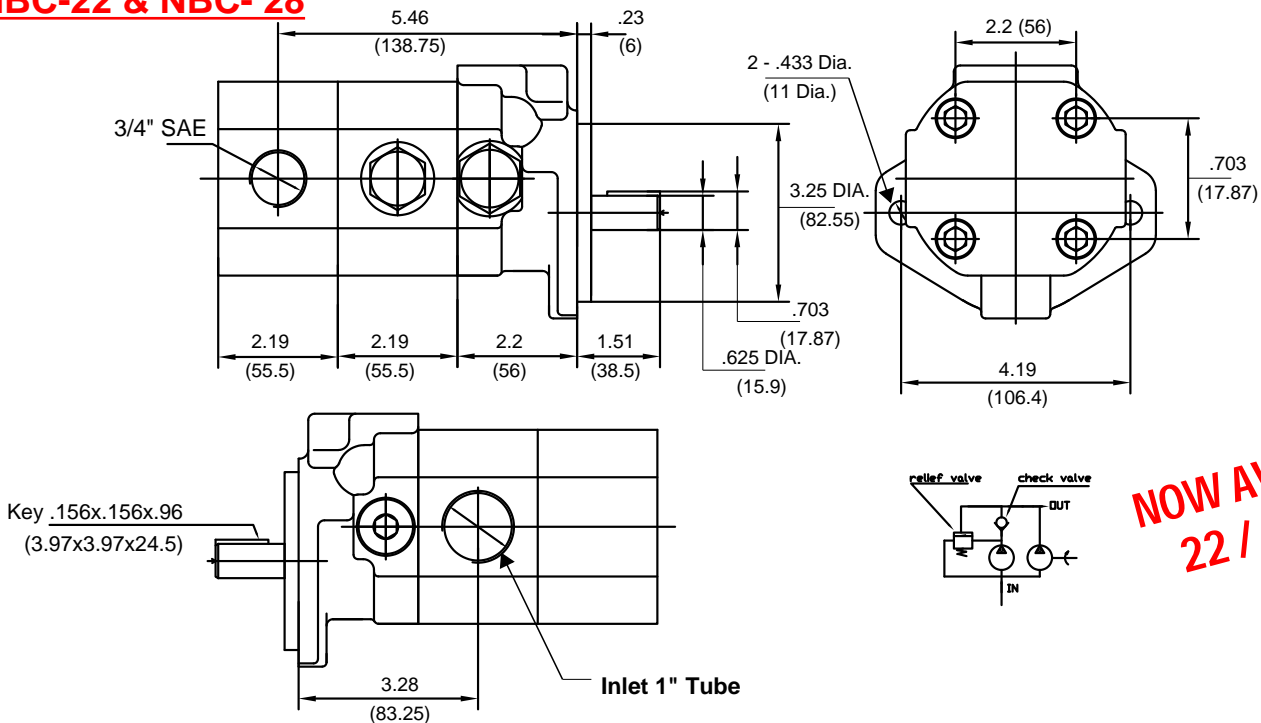 NBC-22 & NBC- 28
5.46
(138.75)
.23
(6)
3/4" SAE
3.25 DIA.
(82.55)
.703
(17.87)
.625 DIA.
(15.9)
2.19
(55.5)
2.19
(55.5)
2.2
(56)
1.51
(38.5)
2.2 (56)
2 - .433 Dia.
(11 Dia.)
.703
(17.87)
4.19
(106.4)
Key .156x.156x.96
(3.97x3.97x24.5)
3.28
(83.25)
Inlet 1" Tube
relief valve
check valve
OUT
IN
NOW
22 /